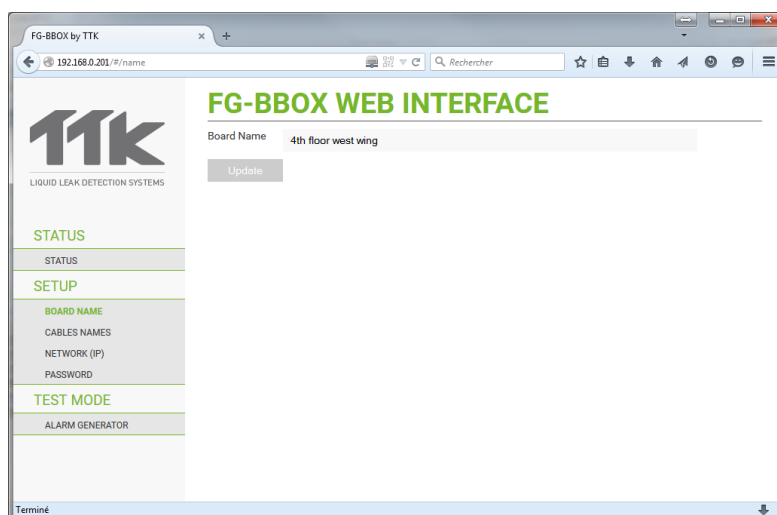 FG-BBOX by TTK
192.168.0.201/#/name
Rechercher
TTK
LIQUID LEAK DETECTION SYSTEMS
STATUS
STATUS
SETUP
BOARD NAME
CABLES NAMES
NETWORK (IP)
PASSWORD
TEST MODE
ALARM GENERATOR
FG-BBOX WEB INTERFACE
Board Name
4th floor west wing
Update
Terminé